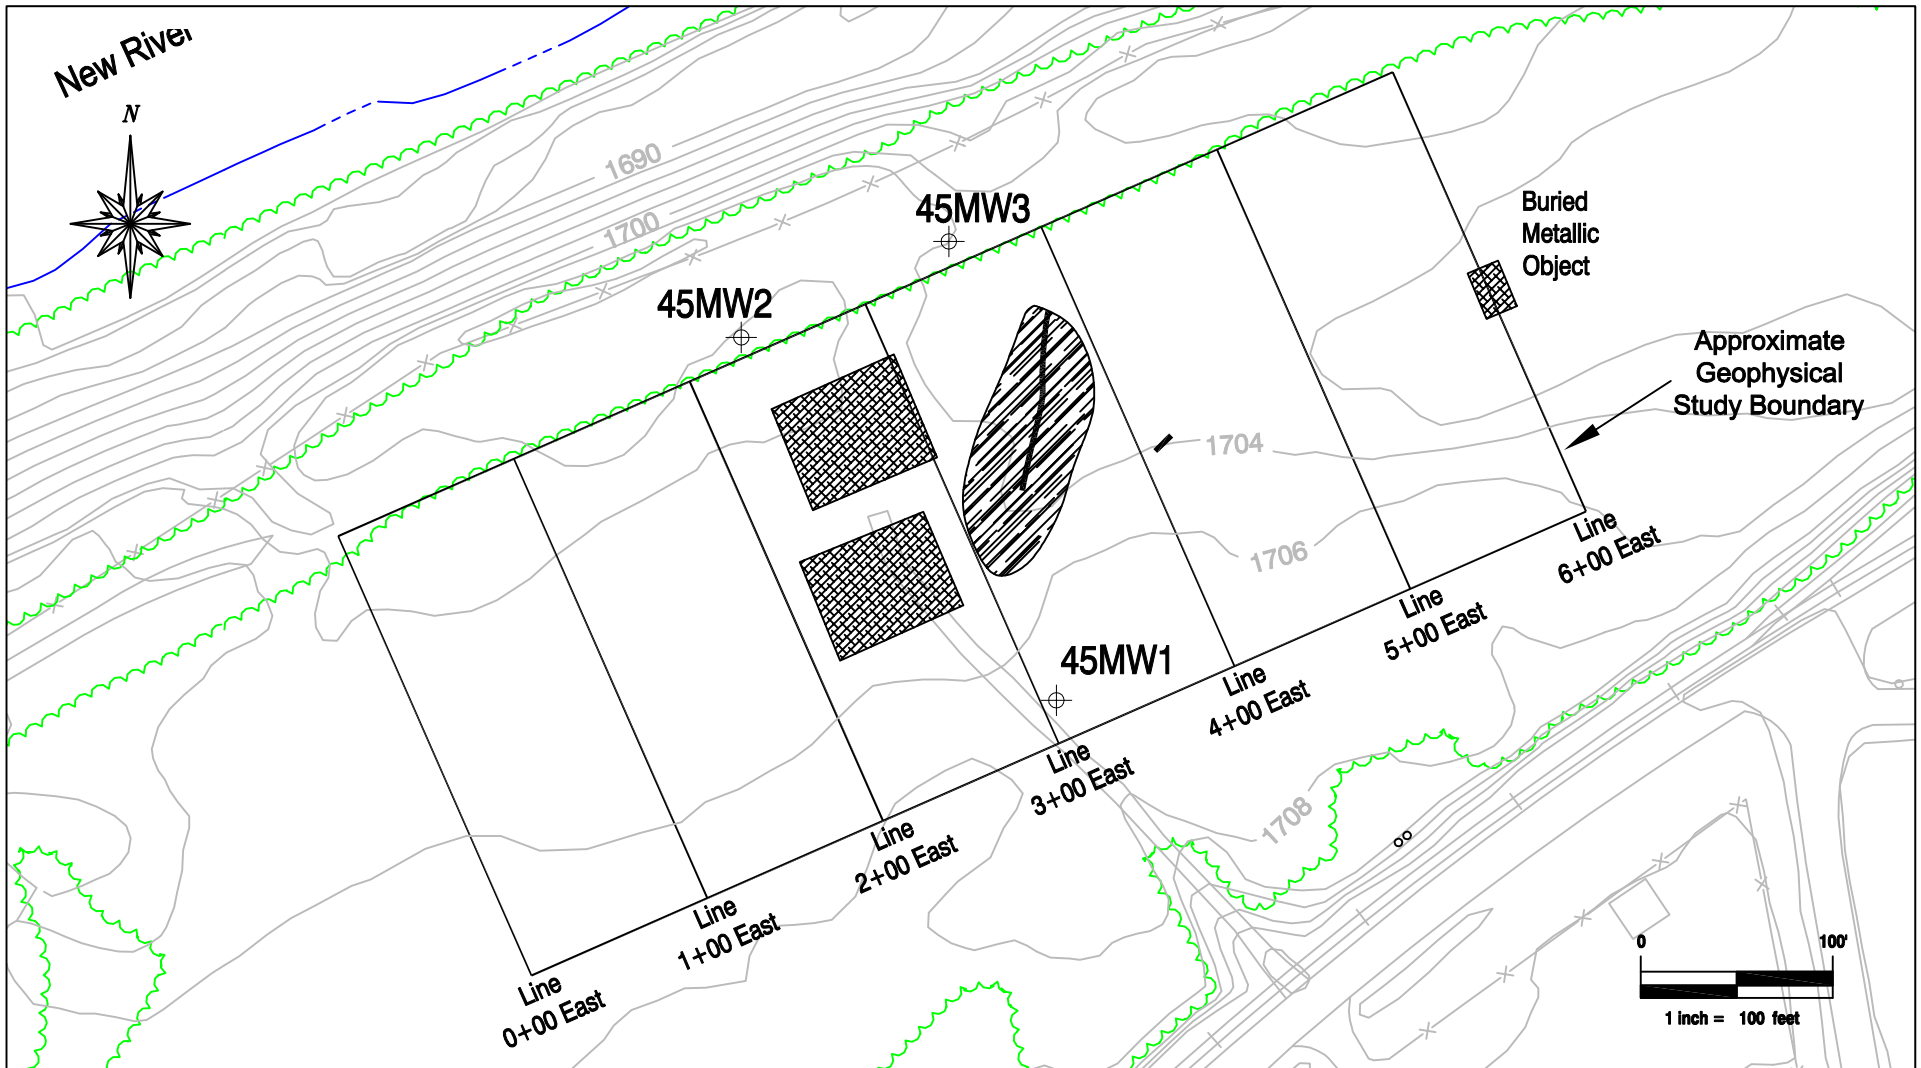 New River
N
1690
1700
45MW3
Buried
Metallic
Object
45MW2
Approximate
Geophysical
Study Boundary
1704
1706
Line
6+00 East
Line
5+00 East
45MW1
Line
4+00 East
Line
3+00 East
1708
Line
2+00 East
Line
1+00 East
Line
0+00 East
0 100'
1 inch = 100 feet